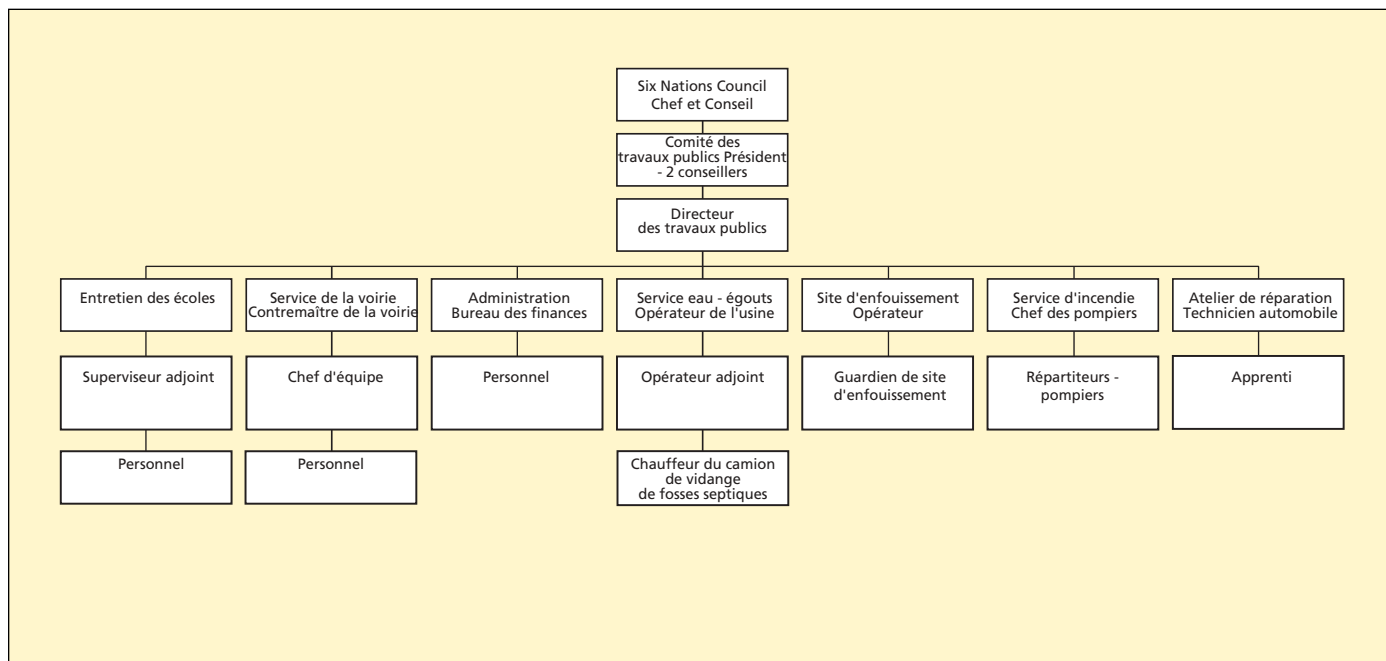 Six Nations Council
Chef et Conseil
Comité des
travaux publics Président
- 2 conseillers
Directeur
des travaux publics
Entretien des écoles
Service de la voirie
Contremaître de la voirie
Administration
Bureau des finances
Service eau - égouts
Opérateur de l'usine
Site d'enfouissement
Opérateur
Service d'incendie
Chef des pompiers
Atelier de réparation
Technicien automobile
Superviseur adjoint
Chef d'équipe
Personnel
Opérateur adjoint
Guardien de site
d'enfouissement
Répartiteurs -
pompiers
Apprenti
Personnel
Personnel
Chauffeur du camion
de vidange
de fosses septiques